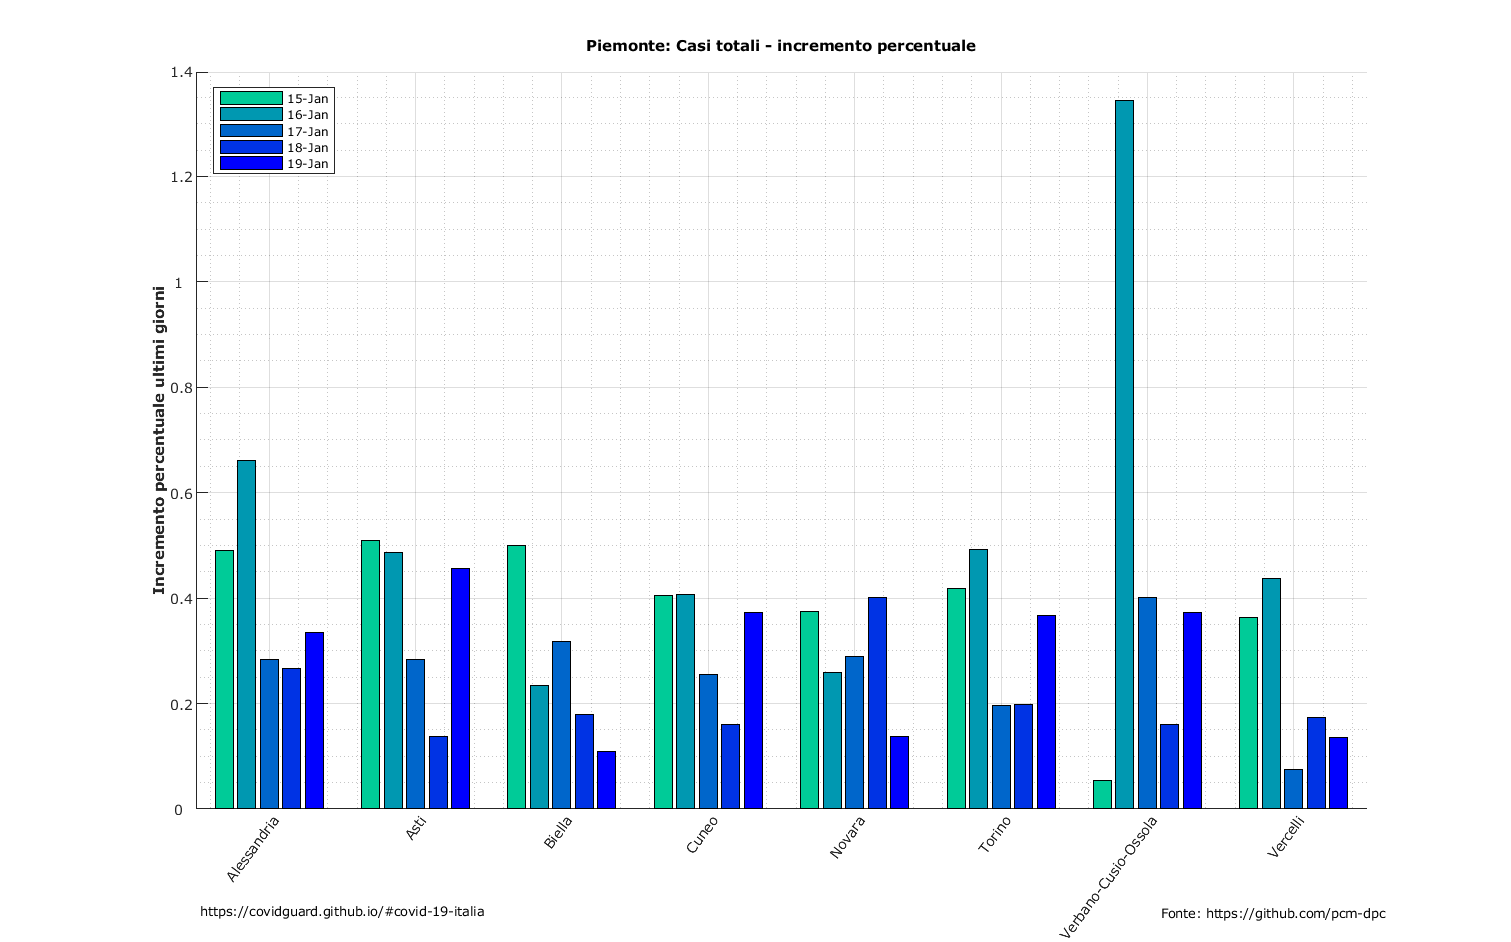 Piemonte: Casi totali - incremento percentuale
1.4
1.2
1
0.8
0.6
0.4
0.2
0
Incremento percentuale ultimi giorni
15-Jan
16-Jan
17-Jan
18-Jan
19-Jan
Alessandria
Asti
Biella
Cuneo
Novara
Torino
Verbano-Cusio-Ossola
Vercelli
https://covidguard.github.io/#covid-19-italia
Fonte: https://github.com/pcm-dpc